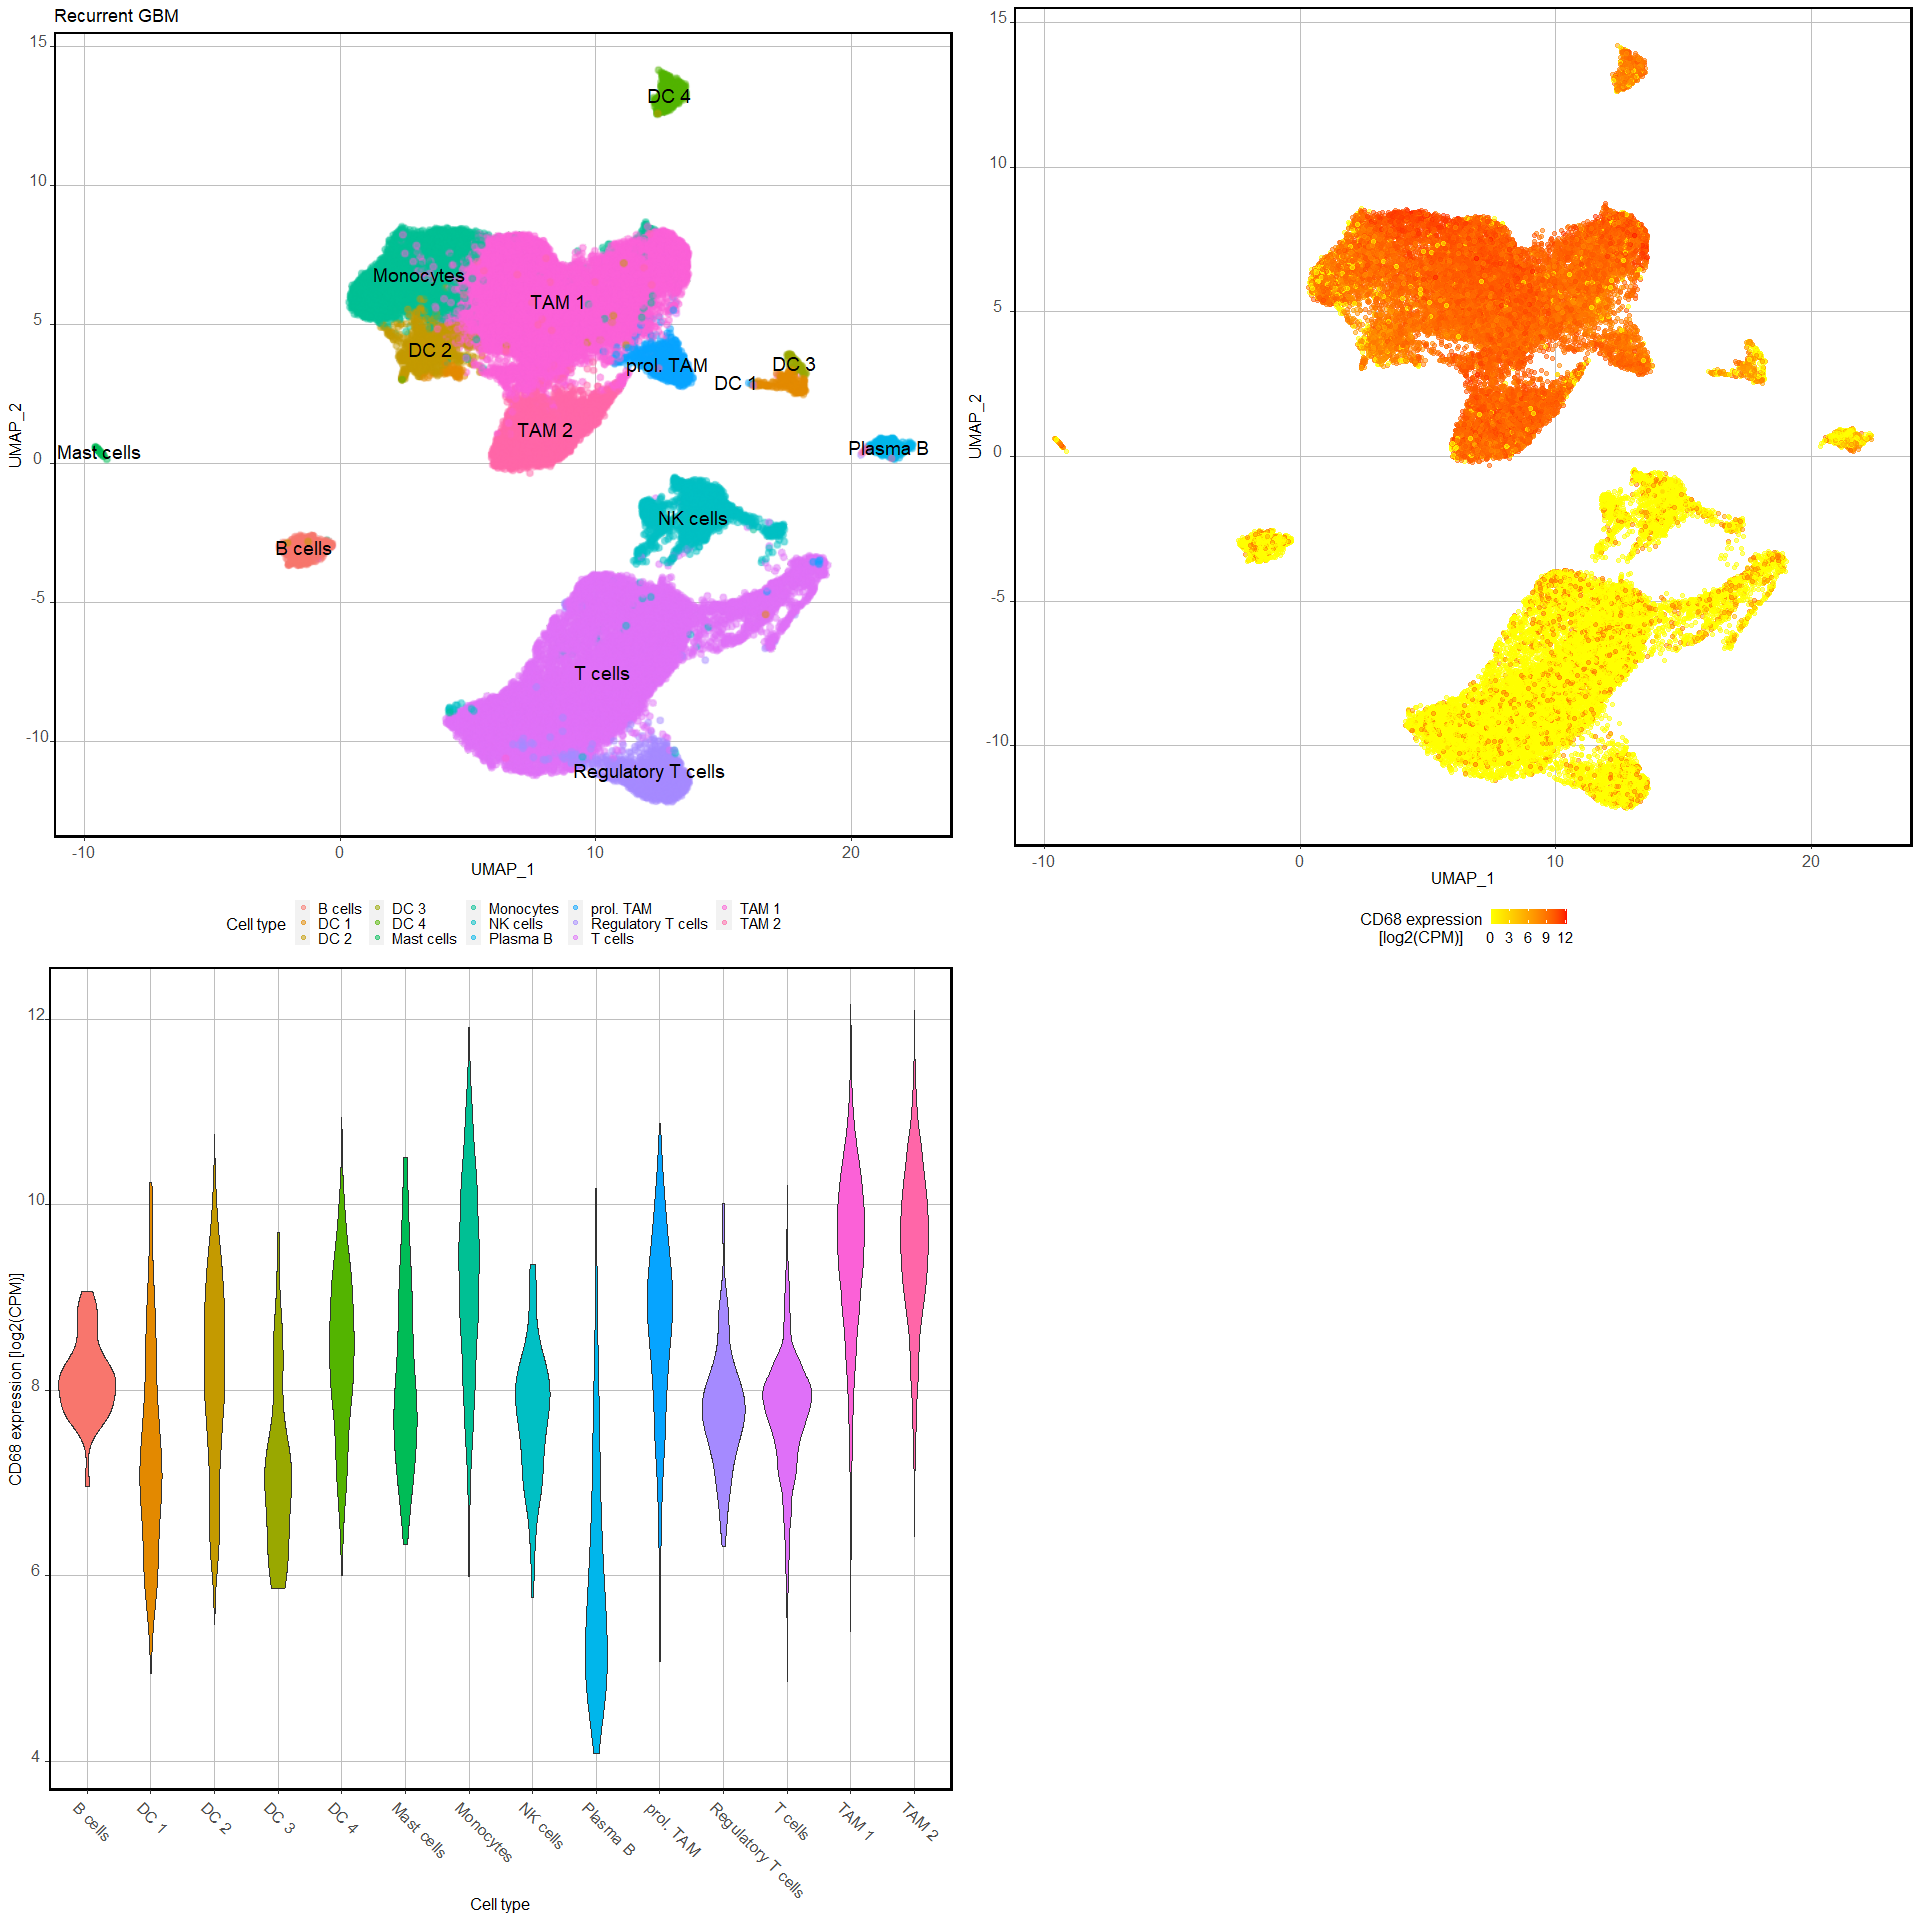 Recurrent GBM
15
10
5
0
-5
-10
UMAP_2
DC 4
Monocytes
TAM 1
DC 2
prol. TAM
DC 3
DC 1
TAM 2
Mast cells
Plasma B
NK cells
B cells
T cells
Regulatory T cells
-10 0 10 20
UMAP_1
Cell type
B cells DC 3 Monocytes prol. TAM TAM 1
DC 1 DC 4 NK cells Regulatory T cells TAM 2
DC 2 Mast cells Plasma B T cells
15
10
5
0
-5
-10
UMAP_2
-10 0 10 20
UMAP_1
CD68 expression
[log2(CPM)]
0 3 6 9 12
12
10
8
6
4
CD68 expression [log2(CPM)]
B cells
DC 1
DC 2
DC 3
DC 4
Mast cells
Monocytes
NK cells
Plasma B
prol. TAM
Regulatory T cells
T cells
TAM 1
TAM 2
Cell type